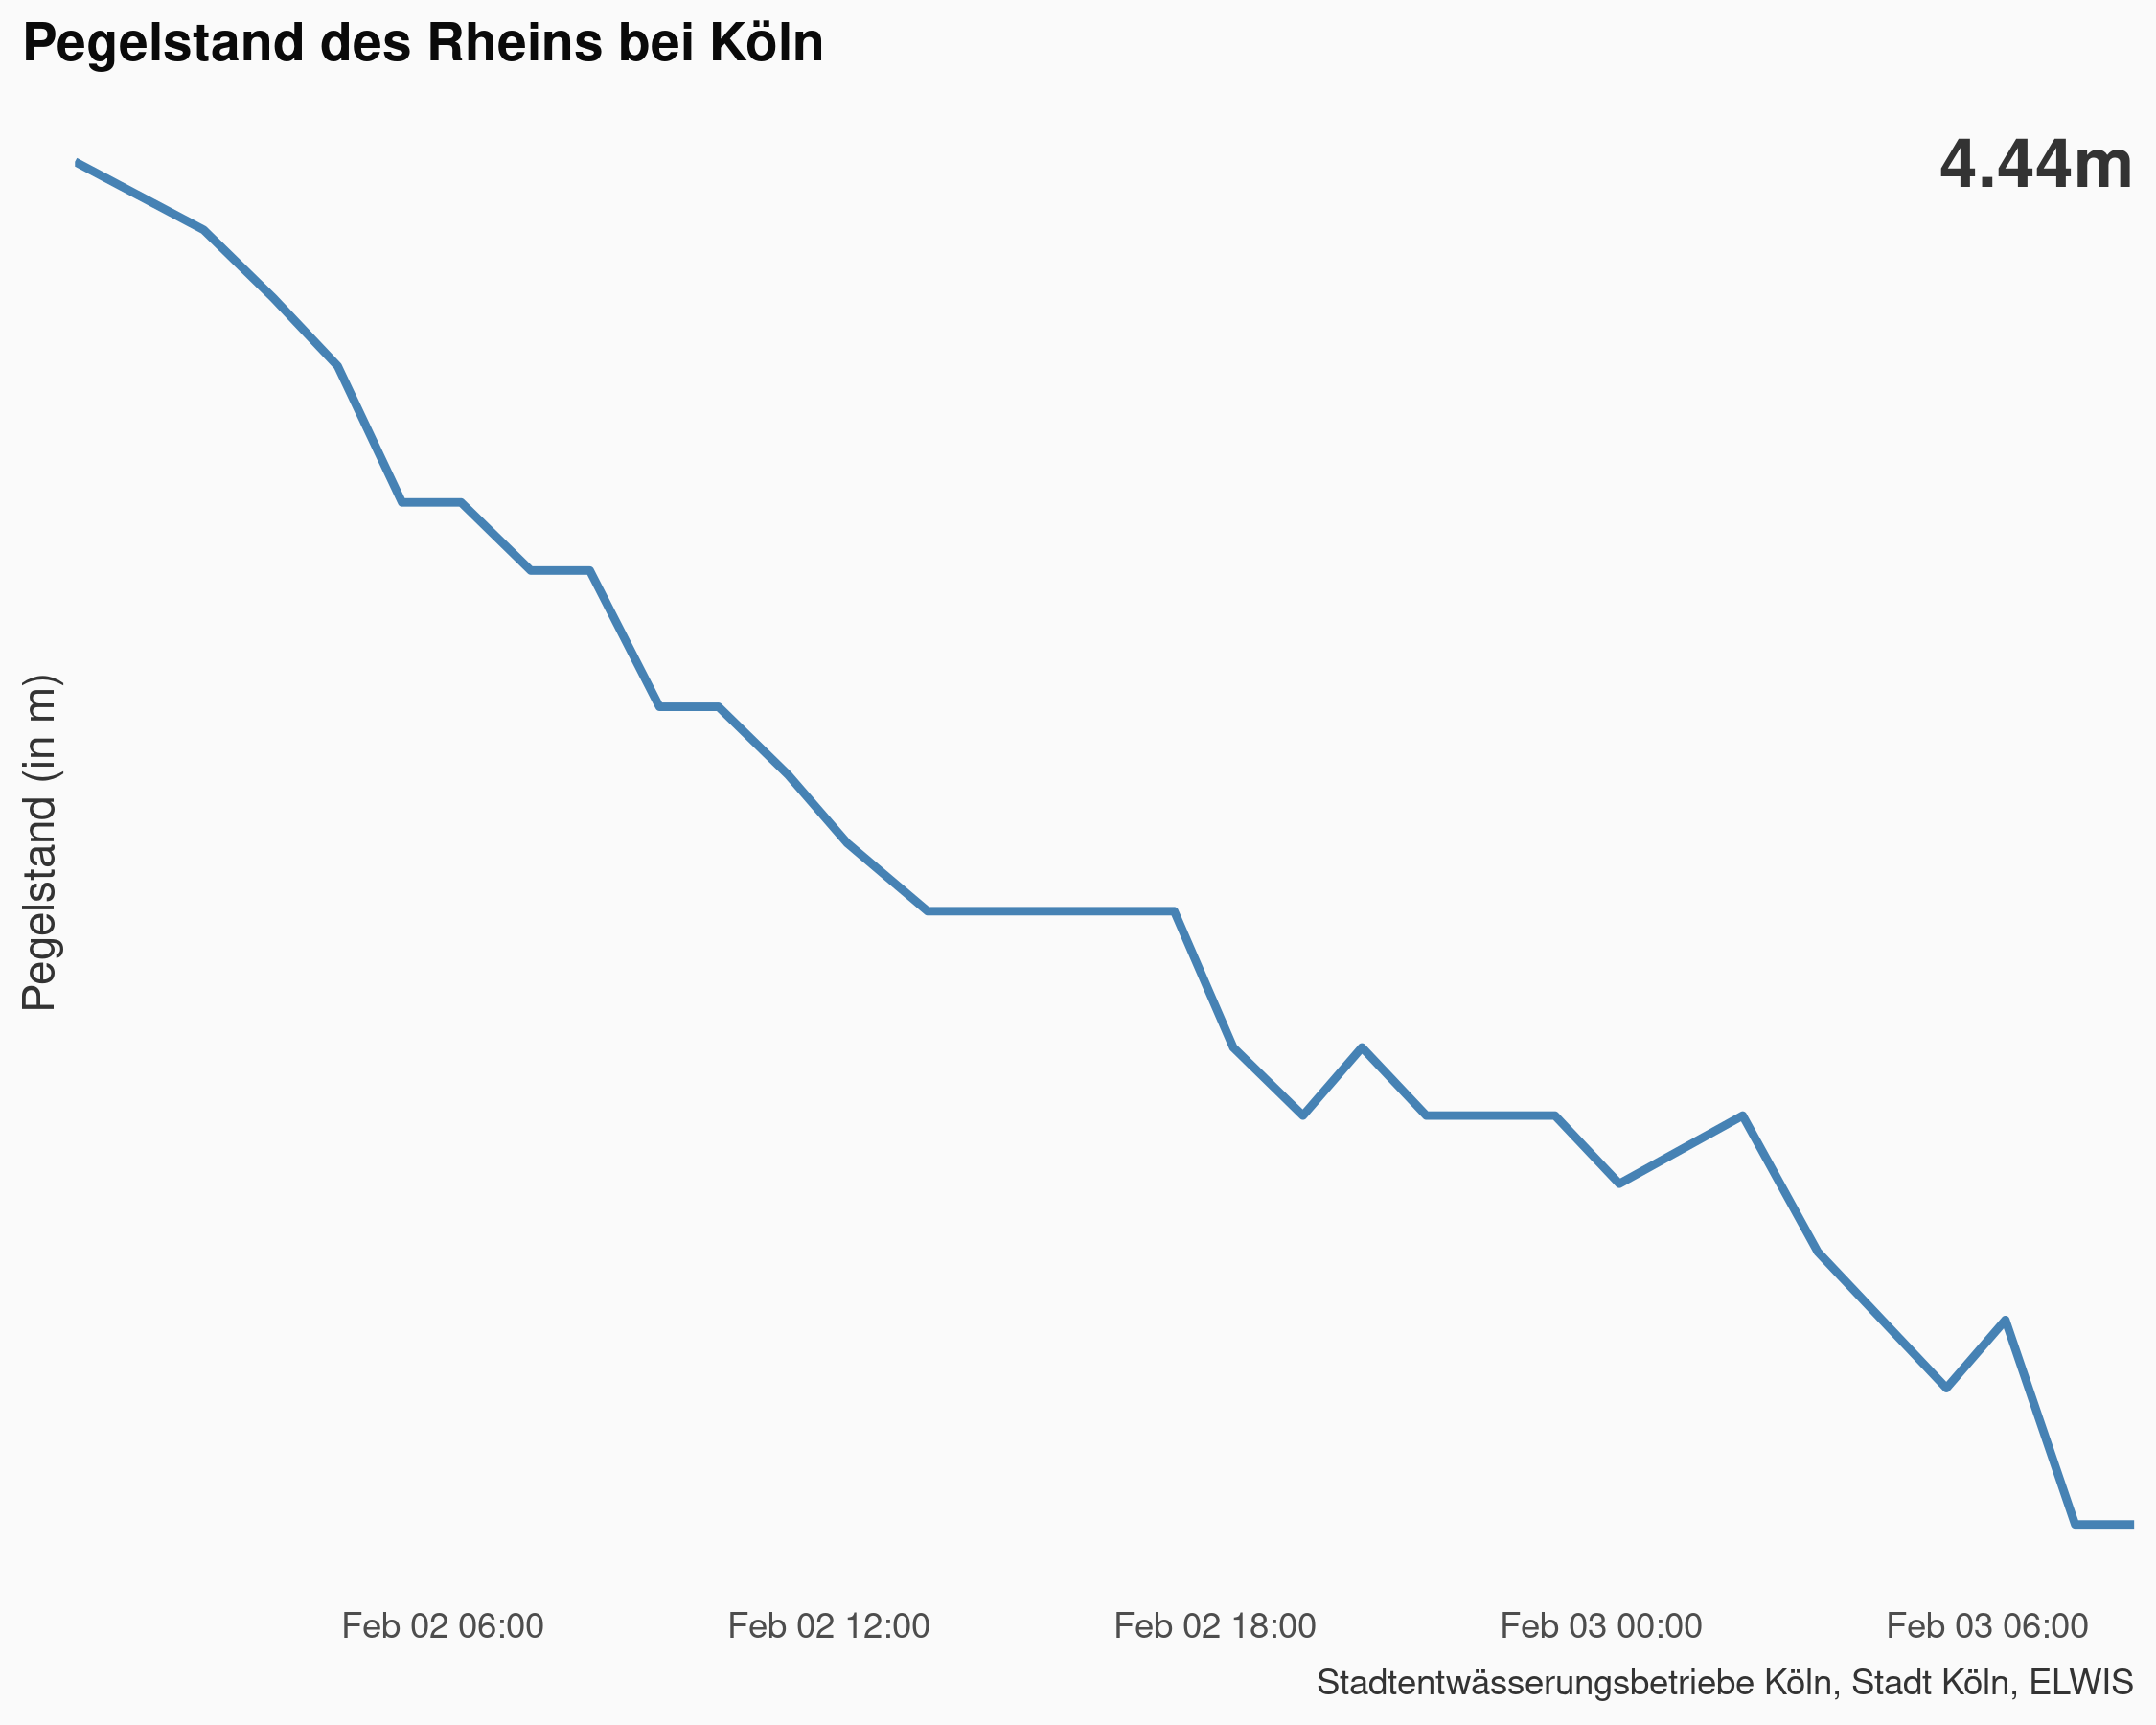 Pegelstand des Rheins bei Köln
4.44m
Pegelstand (in m)
Feb 02 06:00 Feb 02 12:00 Feb 02 18:00 Feb 03 00:00 Feb 03 06:00
Stadtentwässerungsbetriebe Köln, Stadt Köln, ELWIS